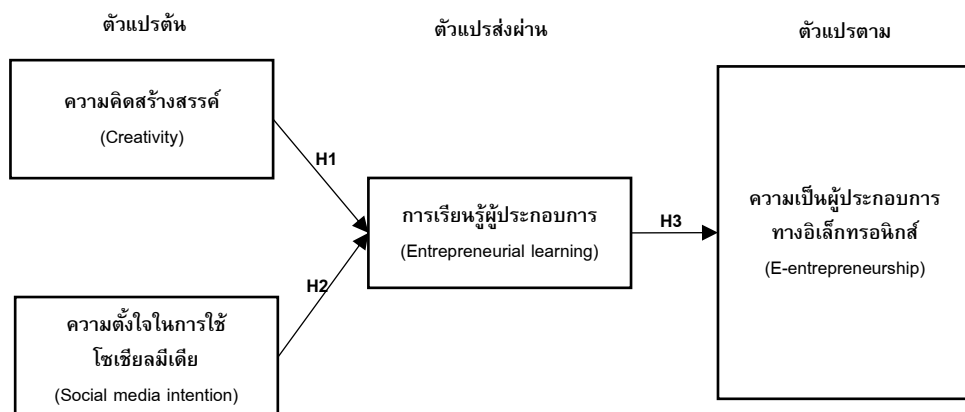 ตัวแปรต้น
ตัวแปรส่งผ่าน
ตัวแปรตาม
ความคิดสร้างสรรค์
(Creativity)
H1
การเรียนรู้ผู้ประกอบการ
(Entrepreneurial learning)
H3
ความเป็นผู้ประกอบการ
ทางอิเล็กทรอนิกส์
(E-entrepreneurship)
H2
ความตั้งใจในการใช้
โซเชียลมีเดีย
(Social media intention)